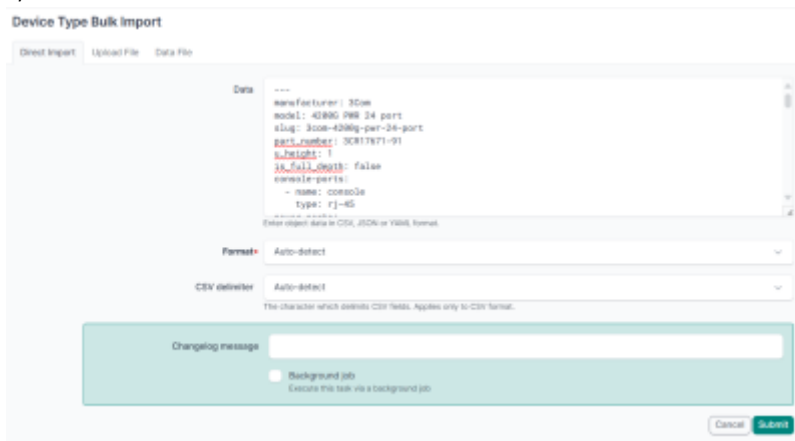 Device Type Bulk Import
Direct Import Upload File Data File
Data
---
manufacturer: 3Com
model: 4200G PWR 24 port
slug: 3com-4200g-pwr-24-port
part_number: 3CR17671-91
u_height: 1
is_full_depth: false
console-ports:
- name: console
type: rj-45
Enter object data in CSV, JSON or YAML format.
Format* Auto-detect
CSV delimiter Auto-detect
The character which delimits CSV fields. Applies only to CSV format.
Changelog message
Background job
Execute this task via a background job
Cancel Submit